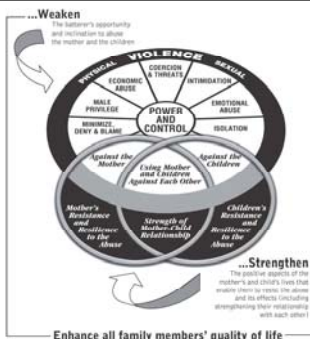 ...Weaken
The batterer's opportunity
and inclination to abuse
the mother and the children
PHYSICAL VIOLENCE SEXUAL
COERCION
& THREATS
ECONOMIC
ABUSE
INTIMIDATION
MALE
PRIVILEGE
EMOTIONAL
ABUSE
POWER
AND
CONTROL
MINIMIZE,
DENY & BLAME
ISOLATION
Against the
Mother
Using Mother
and Children
Against Each Other
Against the
Children
Mother's
Resistance
and
Resilience
to the
Abuse
Strength of
Mother-Child
Relationship
Children's
Resistance
and
Resilience
to the
Abuse
...Strengthen
The positive aspects of the
mother's and child's lives that
enable them to resist the abuse
and its effects (including
strengthening their relationship
with each other)
Enhance all family members' quality of life